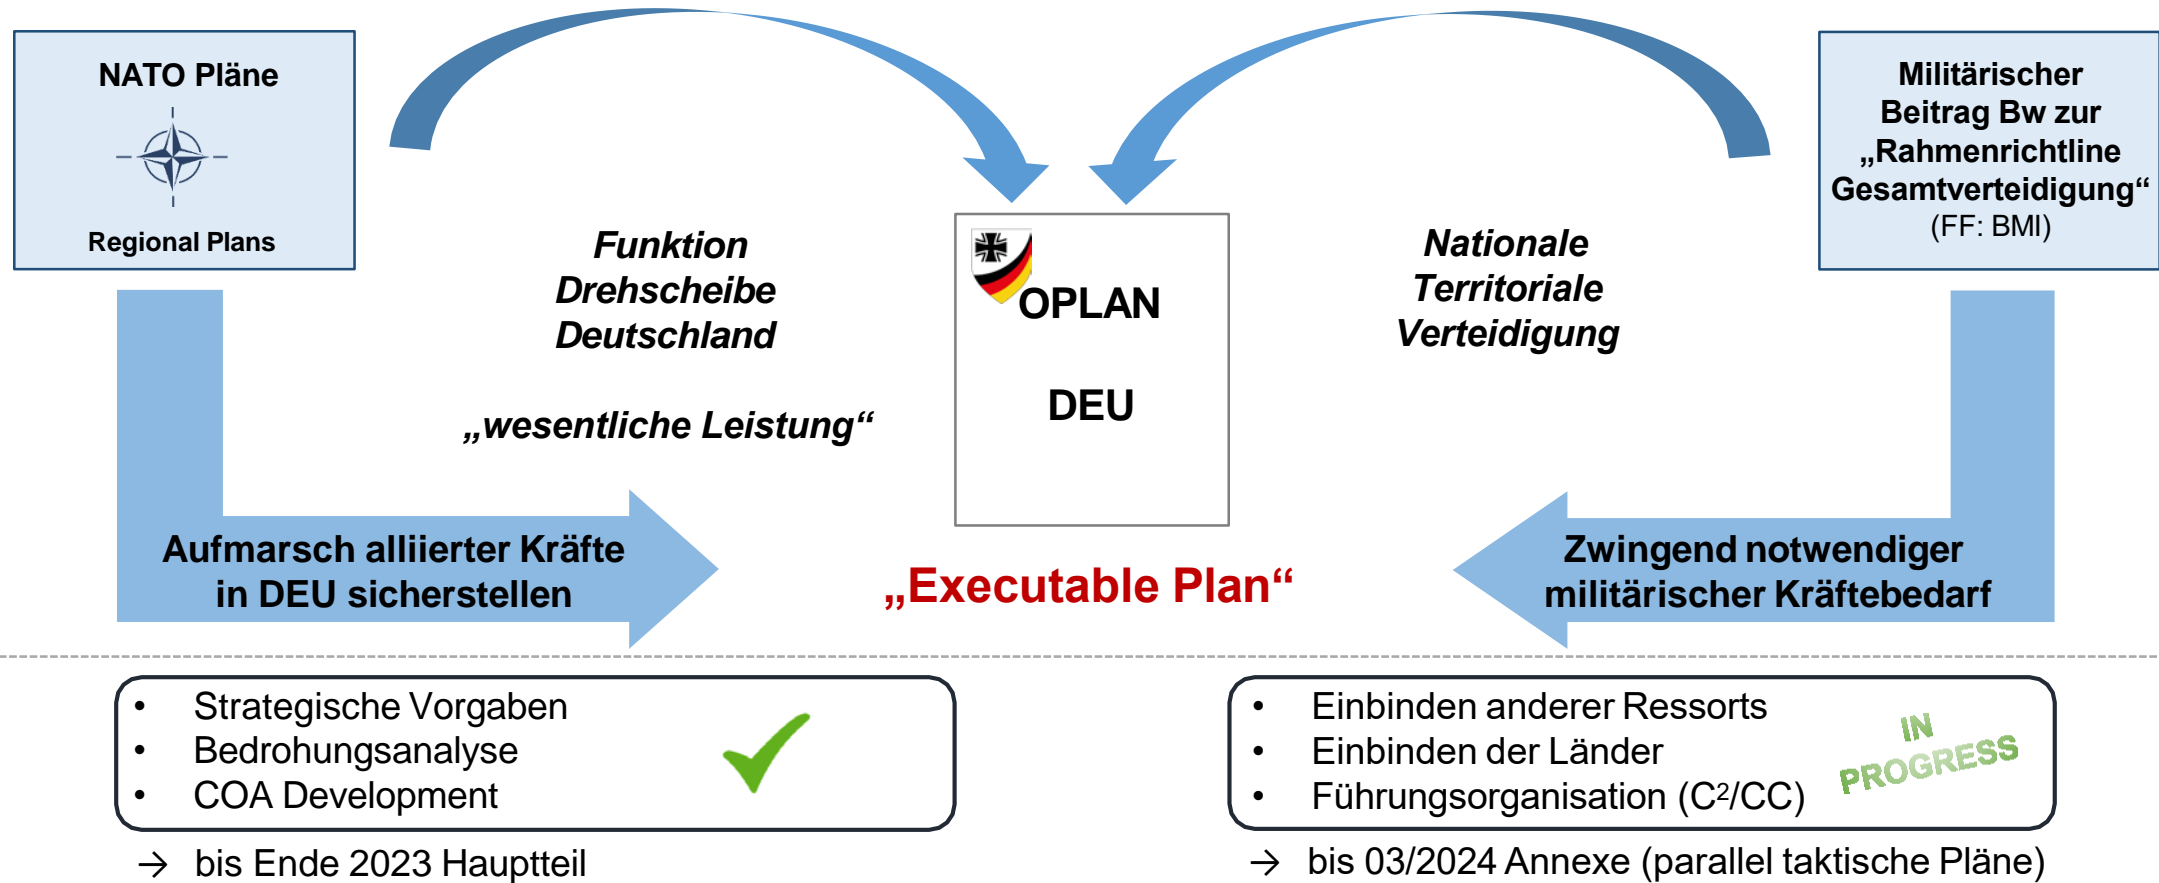 NATO Pläne
Regional Plans
Militärischer
Beitrag Bw zur
„Rahmenrichtline
Gesamtverteidigung“
(FF: BMI)
Funktion
Drehscheibe
Deutschland
„wesentliche Leistung“
OPLAN
DEU
Nationale
Territoriale
Verteidigung
Aufmarsch alliierter Kräfte
in DEU sicherstellen
„Executable Plan“
Zwingend notwendiger
militärischer Kräftebedarf
• Strategische Vorgaben
• Bedrohungsanalyse
• COA Development
→ bis Ende 2023 Hauptteil
• Einbinden anderer Ressorts
• Einbinden der Länder
• Führungsorganisation (C²/CC)
IN
PROGRESS
→ bis 03/2024 Annexe (parallel taktische Pläne)